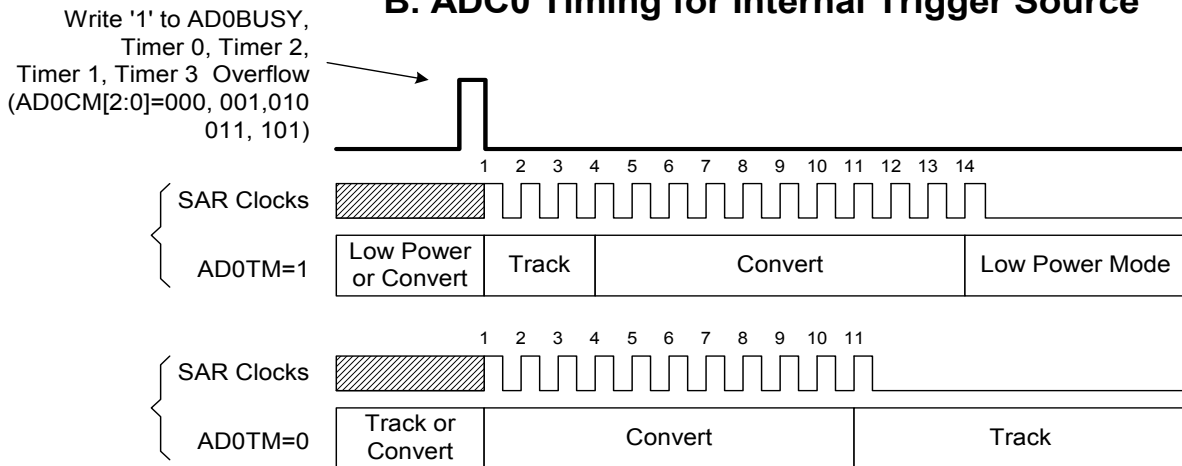 B. ADC0 Timing for Internal Trigger Source
Write '1' to AD0BUSY,
Timer 0, Timer 2,
Timer 1, Timer 3 Overflow
(AD0CM[2:0]=000, 001,010
011, 101)
1 2 3 4 5 6 7 8 9 10 11 12 13 14
SAR Clocks
AD0TM=1
Low Power
or Convert
Track
Convert
Low Power Mode
1 2 3 4 5 6 7 8 9 10 11
SAR Clocks
AD0TM=0
Track or
Convert
Convert
Track